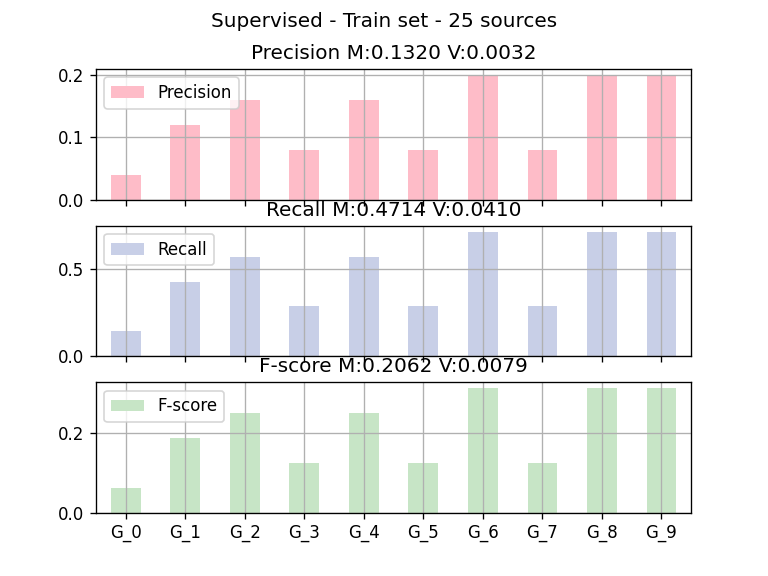 Supervised - Train set - 25 sources
Precision M:0.1320 V:0.0032
0.2
Precision
0.1
0.0
Recall M:0.4714 V:0.0410
Recall
0.5
0.0
F-score M:0.2062 V:0.0079
F-score
0.2
0.0
G_0 G_1 G_2 G_3 G_4 G_5 G_6 G_7 G_8 G_9